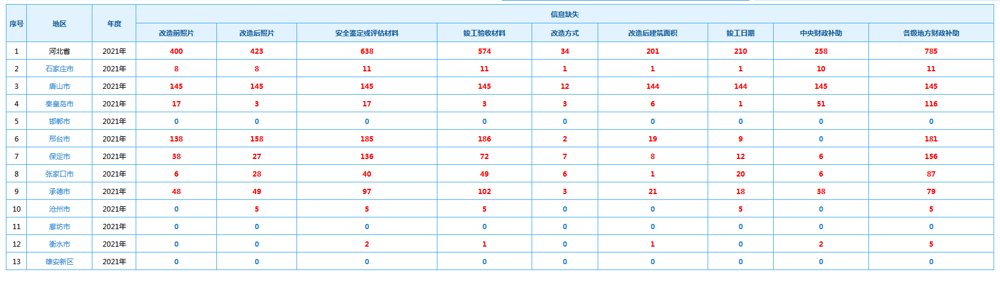 序号 地区 年度 信息缺失
改造前照片 改造后照片 安全鉴定或评估材料 竣工验收材料 改造方式 改造后建筑面积 竣工日期 中央财政补助 各级地方财政补助
1 河北省 2021年 400 423 638 574 34 201 210 258 785
2 石家庄市 2021年 8 8 11 11 1 1 1 10 11
3 唐山市 2021年 145 145 145 145 12 144 144 145 145
4 秦皇岛市 2021年 17 3 17 3 3 6 1 51 116
5 邯郸市 2021年 0 0 0 0 0 0 0 0 0
6 邢台市 2021年 138 158 185 186 2 19 9 0 181
7 保定市 2021年 38 27 136 72 7 8 12 6 156
8 张家口市 2021年 6 28 40 49 6 1 20 6 87
9 承德市 2021年 48 49 97 102 3 21 18 38 79
10 沧州市 2021年 0 5 5 5 0 0 5 0 5
11 廊坊市 2021年 0 0 0 0 0 0 0 0 0
12 衡水市 2021年 0 0 2 1 0 1 0 2 5
13 雄安新区 2021年 0 0 0 0 0 0 0 0 0